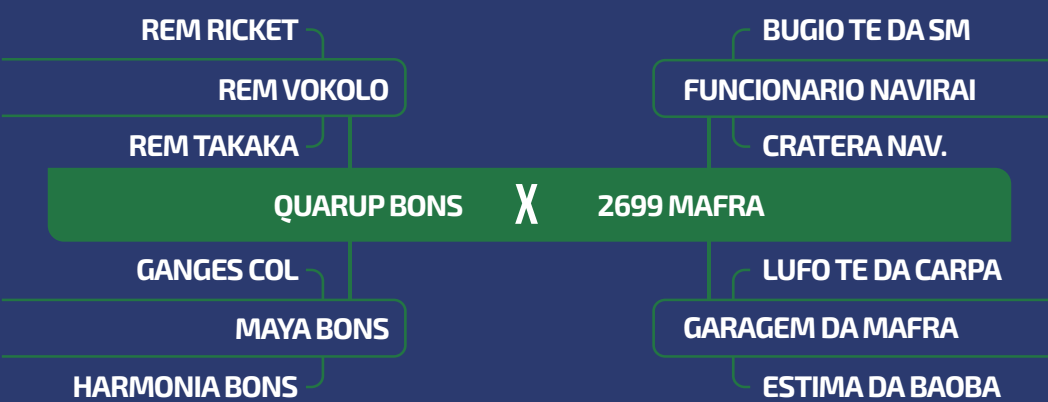 REM RICKET
BUGIO TE DA SM
REM VOKOLO
FUNCIONARIO NAVIRAI
REM TAKAKA
CRATERA NAV.
QUARUP BONS X 2699 MAFRA
GANGES COL
LUFO TE DA CARPA
MAYA BONS
GARAGEM DA MAFRA
HARMONIA BONS
ESTIMA DA BAOBA